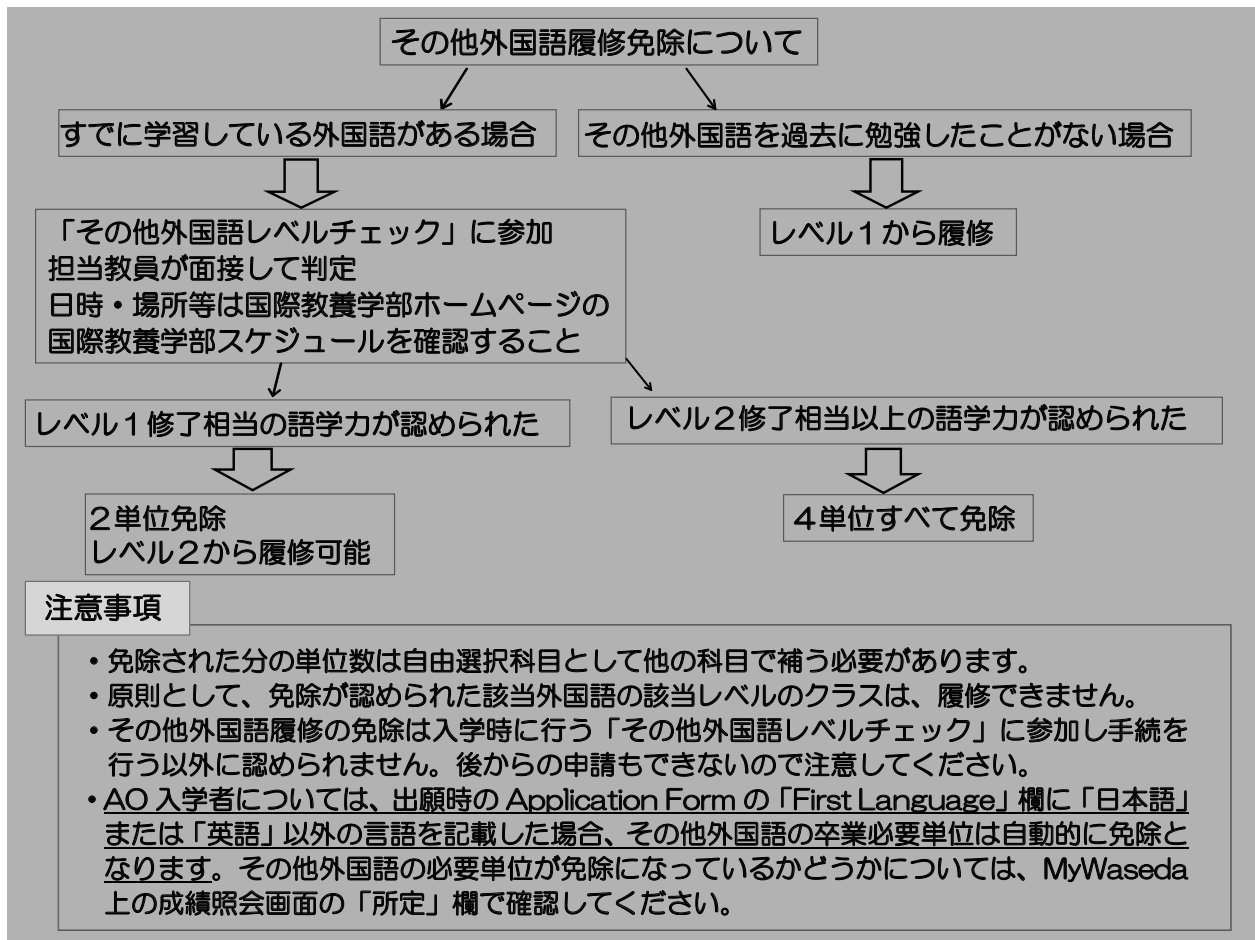 その他外国語履修免除について
すでに学習している外国語がある場合
その他外国語を過去に勉強したことがない場合
「その他外国語レベルチェック」に参加
担当教員が面接して判定
日時・場所等は国際教養学部ホームページの
国際教養学部スケジュールを確認すること
レベル１から履修
レベル１修了相当の語学力が認められた
レベル２修了相当以上の語学力が認められた
２単位免除
レベル２から履修可能
４単位すべて免除
注意事項
・免除された分の単位数は自由選択科目として他の科目で補う必要があります。
・原則として、免除が認められた該当外国語の該当レベルのクラスは、履修できません。
・その他外国語履修の免除は入学時に行う「その他外国語レベルチェック」に参加し手続を
行う以外に認められません。後からの申請もできないので注意してください。
・AO 入学者については、出願時の Application Form の「First Language」欄に「日本語」
または「英語」以外の言語を記載した場合、その他外国語の卒業必要単位は自動的に免除と
なります。その他外国語の必要単位が免除になっているかどうかについては、MyWaseda
上の成績照会画面の「所定」欄で確認してください。